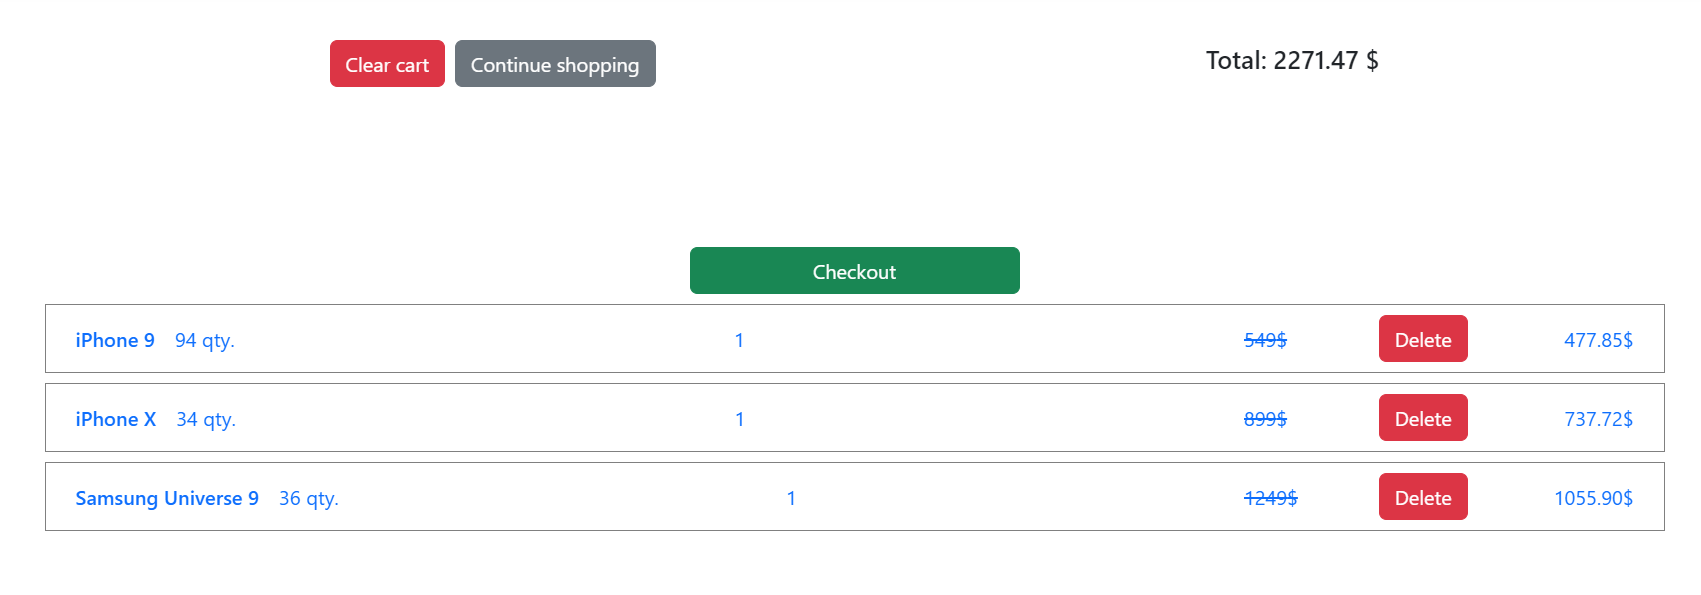 Clear cart Continue shopping Total: 2271.47 $
Checkout
iPhone 9 94 qty. 1 549$ Delete 477.85$
iPhone X 34 qty. 1 899$ Delete 737.72$
Samsung Universe 9 36 qty. 1 1249$ Delete 1055.90$